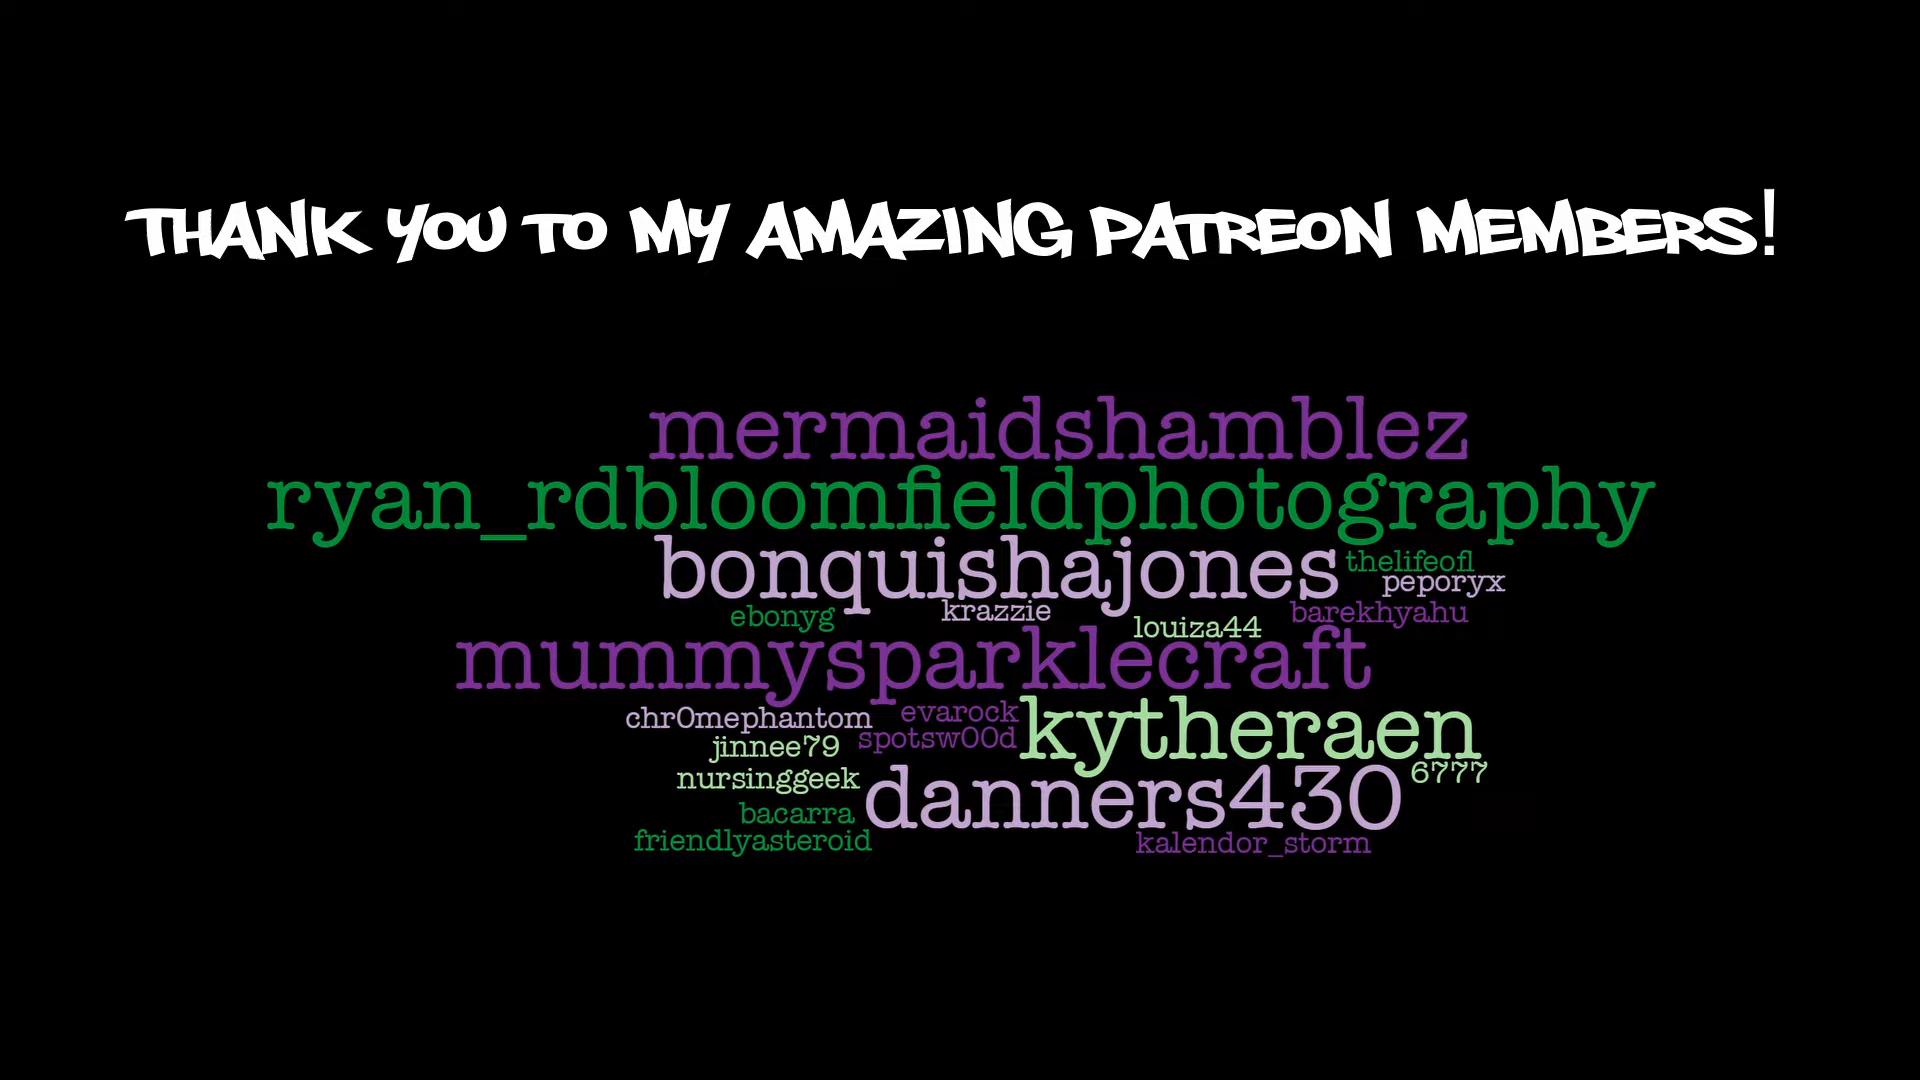 THANK YOU TO MY AMAZING PATREON MEMBERS!
mermaidshamblez
ryan_rdbloomfieldphotography
bonquishajones
thelifeofl
peporyx
ebonyg
krazzie
louiza44
barekhyahu
mummysparklecraft
chr0mephantom
evarock
kytheraen
jinnee79
spotsw00d
nursinggeek
danners430
6777
bacarra
friendlyasteroid
kalendor_storm